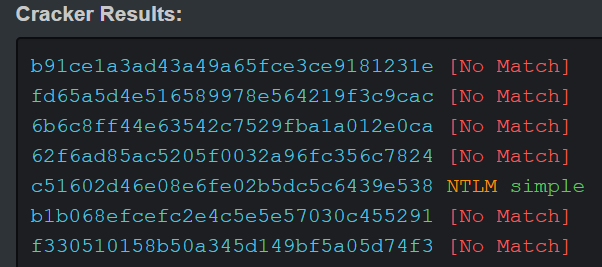 Cracker Results:
b91ce1a3ad43a49a65fce3ce9181231e [No Match]
fd65a5d4e516589978e564219f3c9cac [No Match]
6b6c8ff44e63542c7529fba1a012e0ca [No Match]
62f6ad85ac5205f0032a96fc356c7824 [No Match]
c51602d46e08e6fe02b5dc5c6439e538 NTLM simple
b1b068efcefc2e4c5e5e57030c455291 [No Match]
f330510158b50a345d149bf5a05d74f3 [No Match]